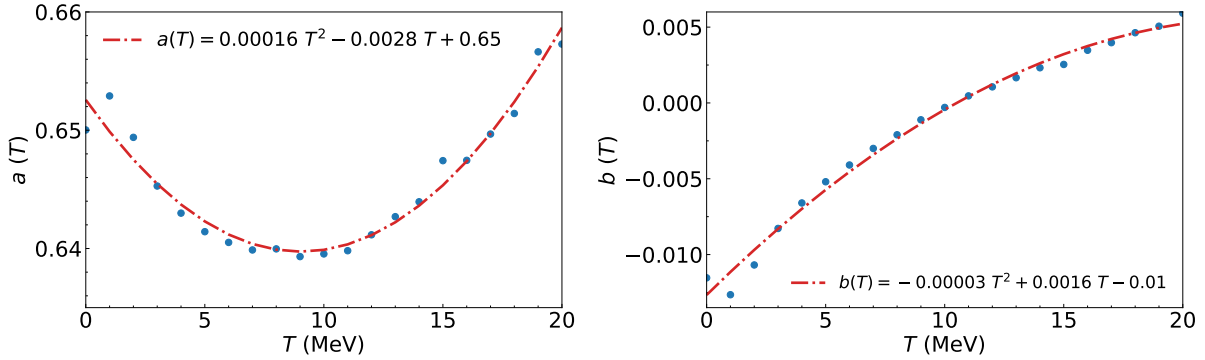 0.66
0.65
0.64
a (T)
a(T) = 0.00016 T² − 0.0028 T + 0.65
0 5 10 15 20
T (MeV)
0.005
0.000
−0.005
−0.010
b (T)
b(T) = − 0.00003 T² + 0.0016 T − 0.01
0 5 10 15 20
T (MeV)